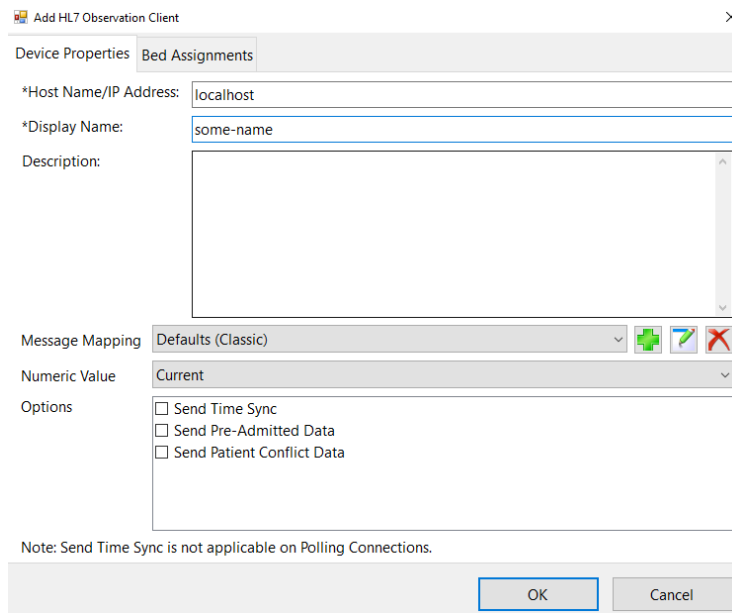 Add HL7 Observation Client
Device Properties Bed Assignments
*Host Name/IP Address: localhost
*Display Name: some-name
Description:
Message Mapping Defaults (Classic)
Numeric Value Current
Options
Send Time Sync
Send Pre-Admitted Data
Send Patient Conflict Data
Note: Send Time Sync is not applicable on Polling Connections.
OK Cancel